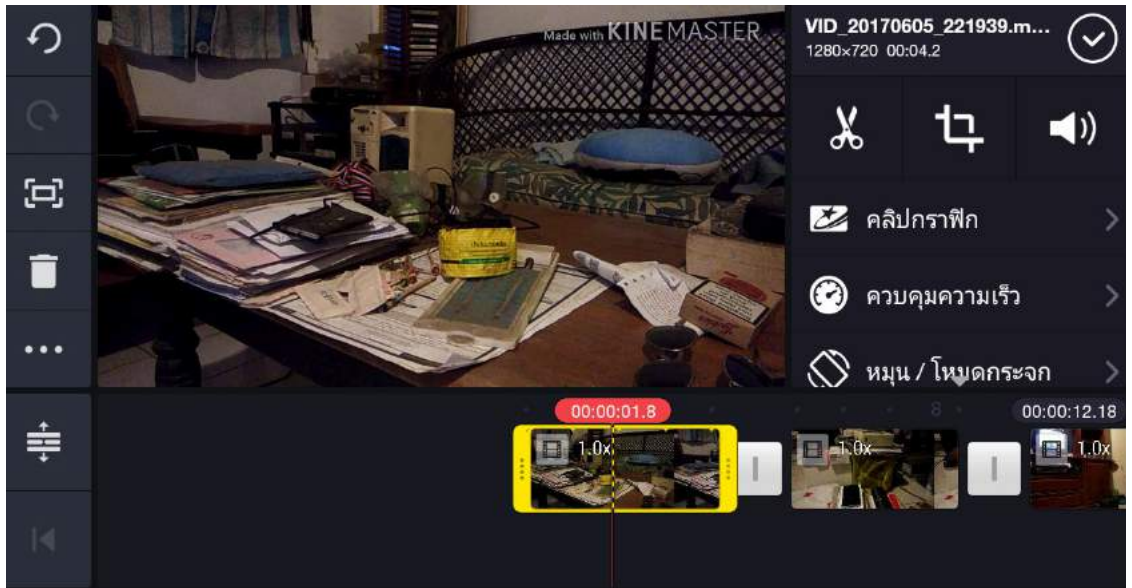 Made with KINEMASTER
VID_20170605_221939.m...
1280×720 00:04.2
คลิปกราฟิก
ควบคุมความเร็ว
หมุน / โหมดกระจก
00:00:01.8
8
00:00:12.18
1.0x
1.0x
1.0x